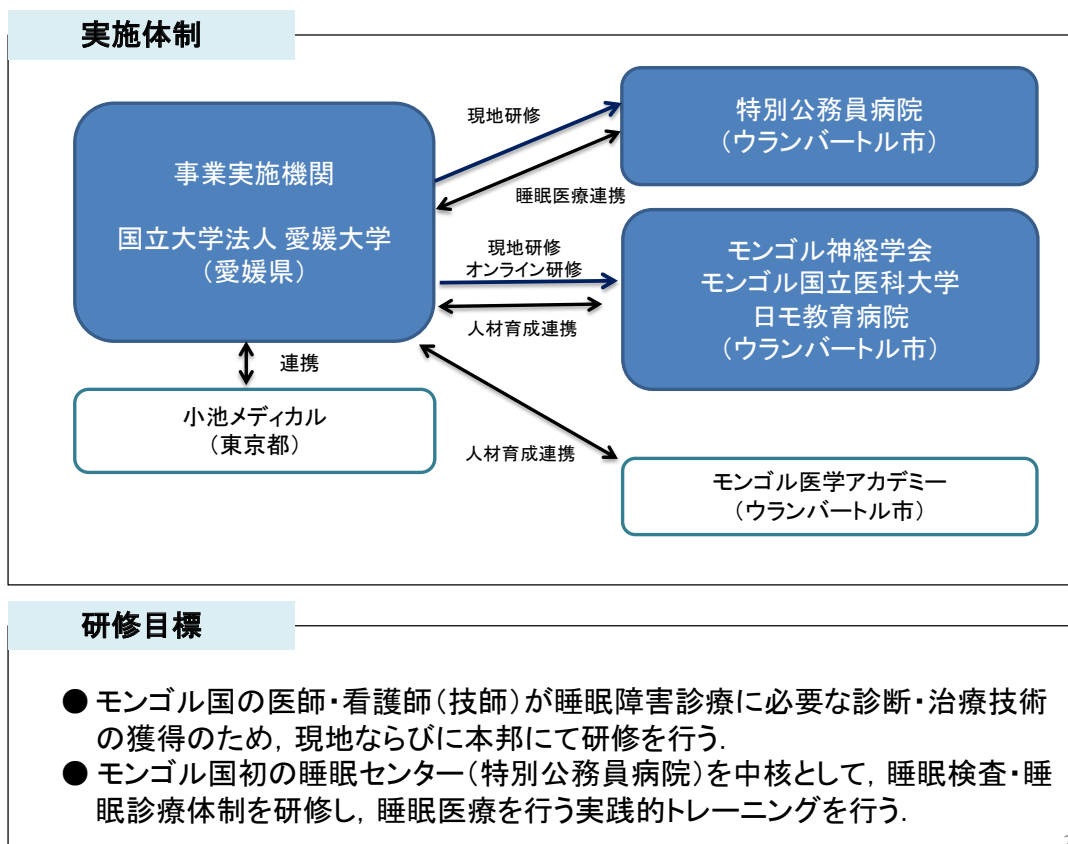 実施体制
事業実施機関
国立大学法人 愛媛大学
（愛媛県）
現地研修
睡眠医療連携
特別公務員病院
（ウランバートル市）
現地研修
オンライン研修
人材育成連携
モンゴル神経学会
モンゴル国立医科大学
日モ教育病院
（ウランバートル市）
連携
小池メディカル
（東京都）
人材育成連携
モンゴル医学アカデミー
（ウランバートル市）
研修目標
● モンゴル国の医師・看護師（技師）が睡眠障害診療に必要な診断・治療技術
の獲得のため，現地ならびに本邦にて研修を行う．
● モンゴル国初の睡眠センター（特別公務員病院）を中核として，睡眠検査・睡
眠診療体制を研修し，睡眠医療を行う実践的トレーニングを行う．